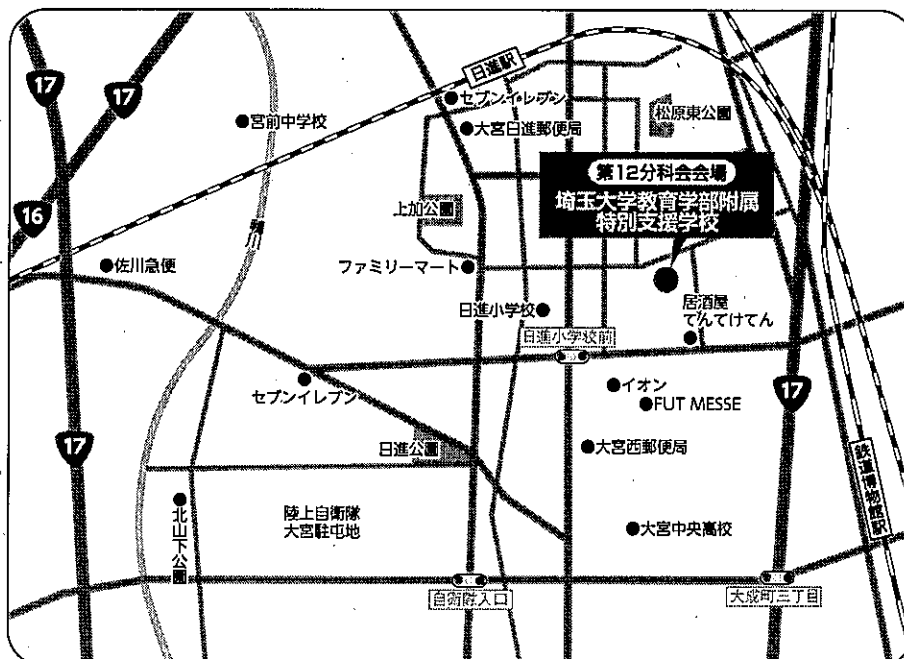 17
17
日進駅
セブンイレブン
宮前中学校
大宮日進郵便局
松原東公園
第12分科会会場
埼玉大学教育学部附属
特別支援学校
16
上加公園
佐川急便
ファミリーマート
日進小学校
居酒屋
てんてけてん
日進小学校前
セブンイレブン
イオン
FUT MESSE
17
17
日進公園
大宮西郵便局
鉄道博物館駅
北山下公園
陸上自衛隊
大宮駐屯地
大宮中央高校
自衛隊入口
大成町三丁目